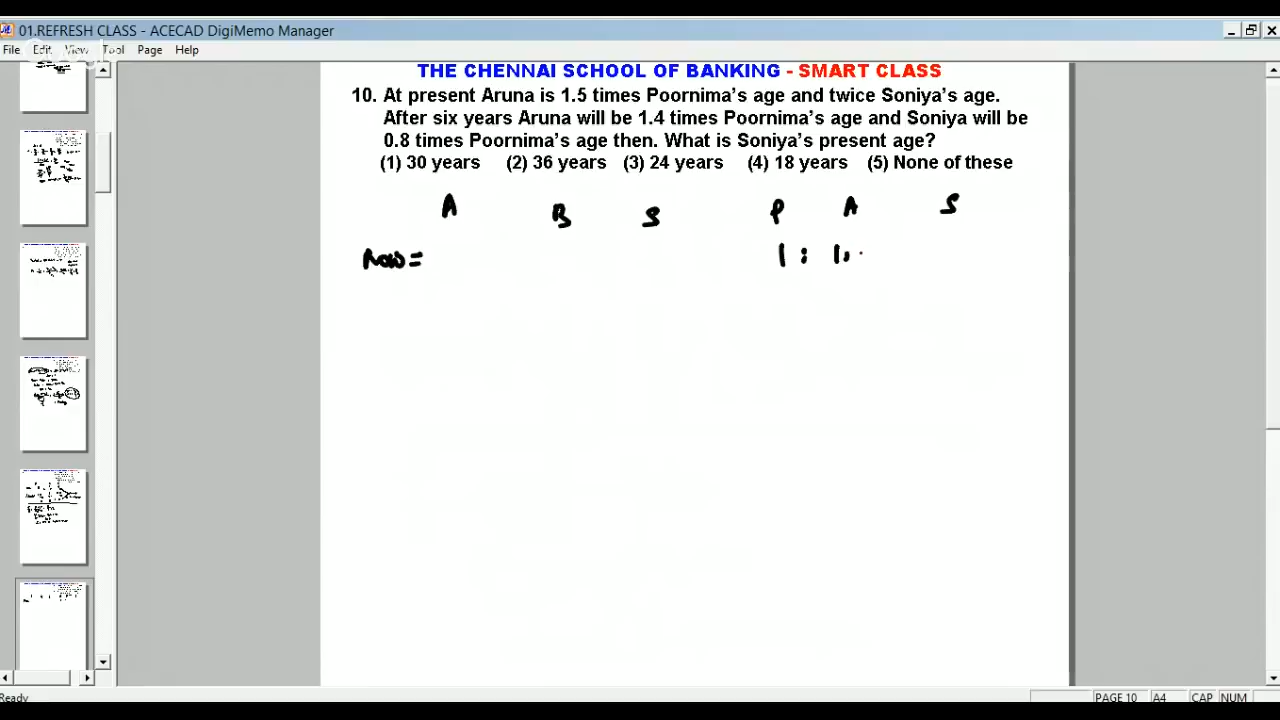 01.REFRESH CLASS - ACECAD DigiMemo Manager
File Edit View Tool Page Help
THE CHENNAI SCHOOL OF BANKING - SMART CLASS
10. At present Aruna is 1.5 times Poornima's age and twice Soniya's age.
After six years Aruna will be 1.4 times Poornima's age and Soniya will be
0.8 times Poornima's age then. What is Soniya's present age?
(1) 30 years (2) 36 years (3) 24 years (4) 18 years (5) None of these
A B S P A S
Now= 1 : 1.
Ready PAGE 10 A4 CAP NUM